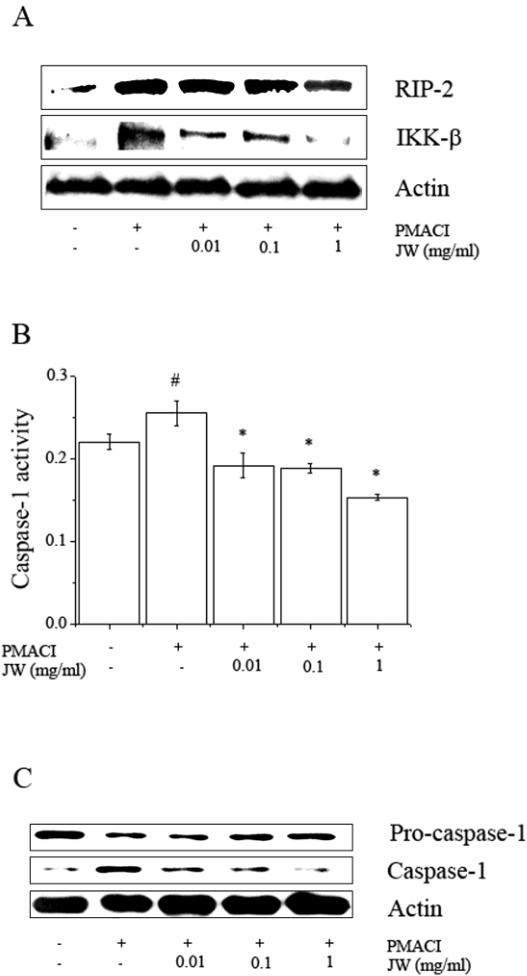 A
RIP-2
IKK-β
Actin
- + + + + PMACI
- - 0.01 0.1 1 JW (mg/ml)
B
0.3
#
0.2
* * *
Caspase-1 activity
0.1
0.0
PMACI - + + + +
JW (mg/ml) - - 0.01 0.1 1
C
Pro-caspase-1
Caspase-1
Actin
- + + + + PMACI
- - 0.01 0.1 1 JW (mg/ml)